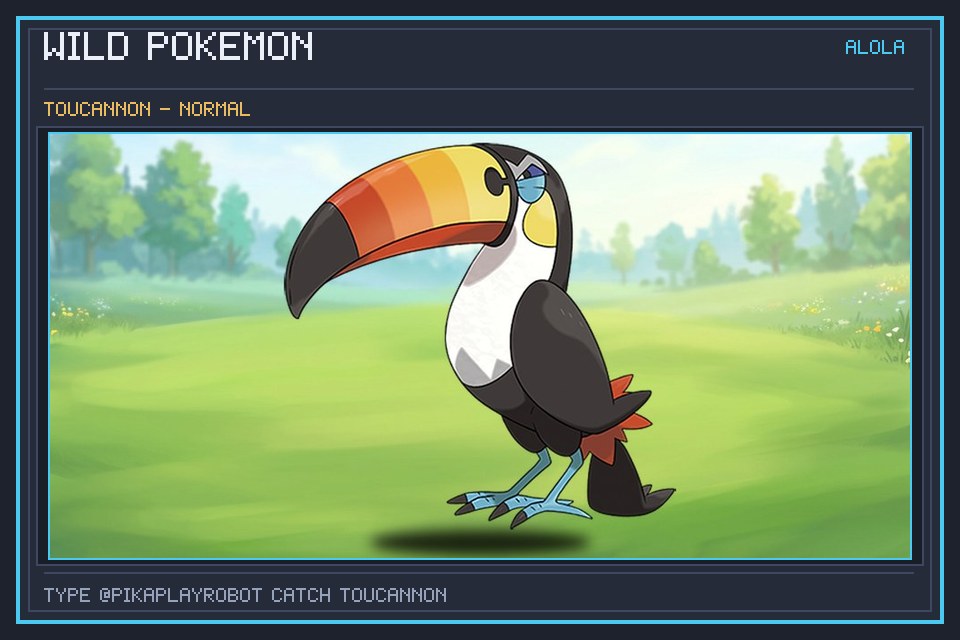 WILD POKEMON
ALOLA
TOUCANNON - NORMAL
TYPE @PIKAPLAYROBOT CATCH TOUCANNON